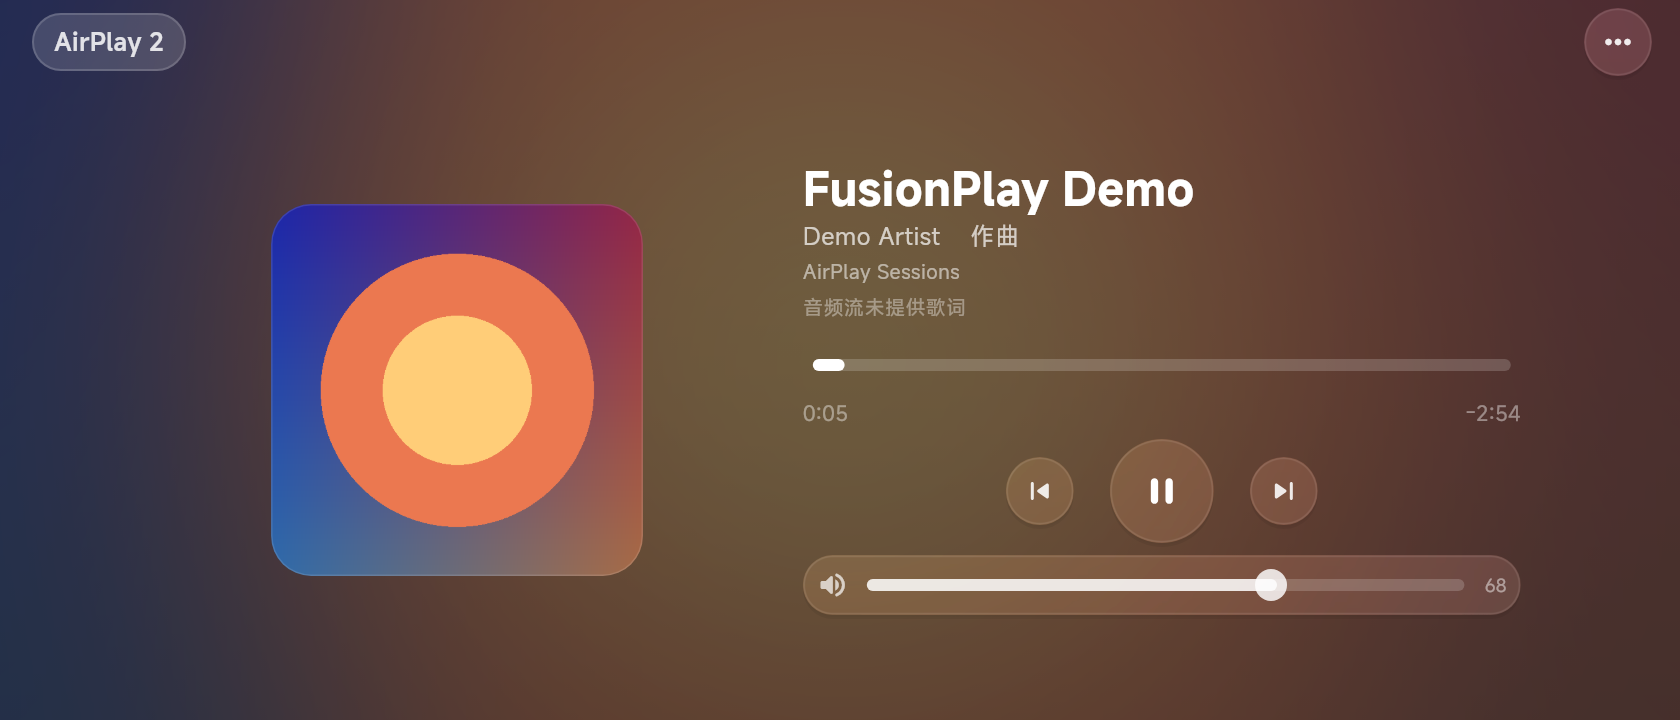 AirPlay 2
FusionPlay Demo
Demo Artist 作曲
AirPlay Sessions
音频流未提供歌词
0:05 -2:54
68